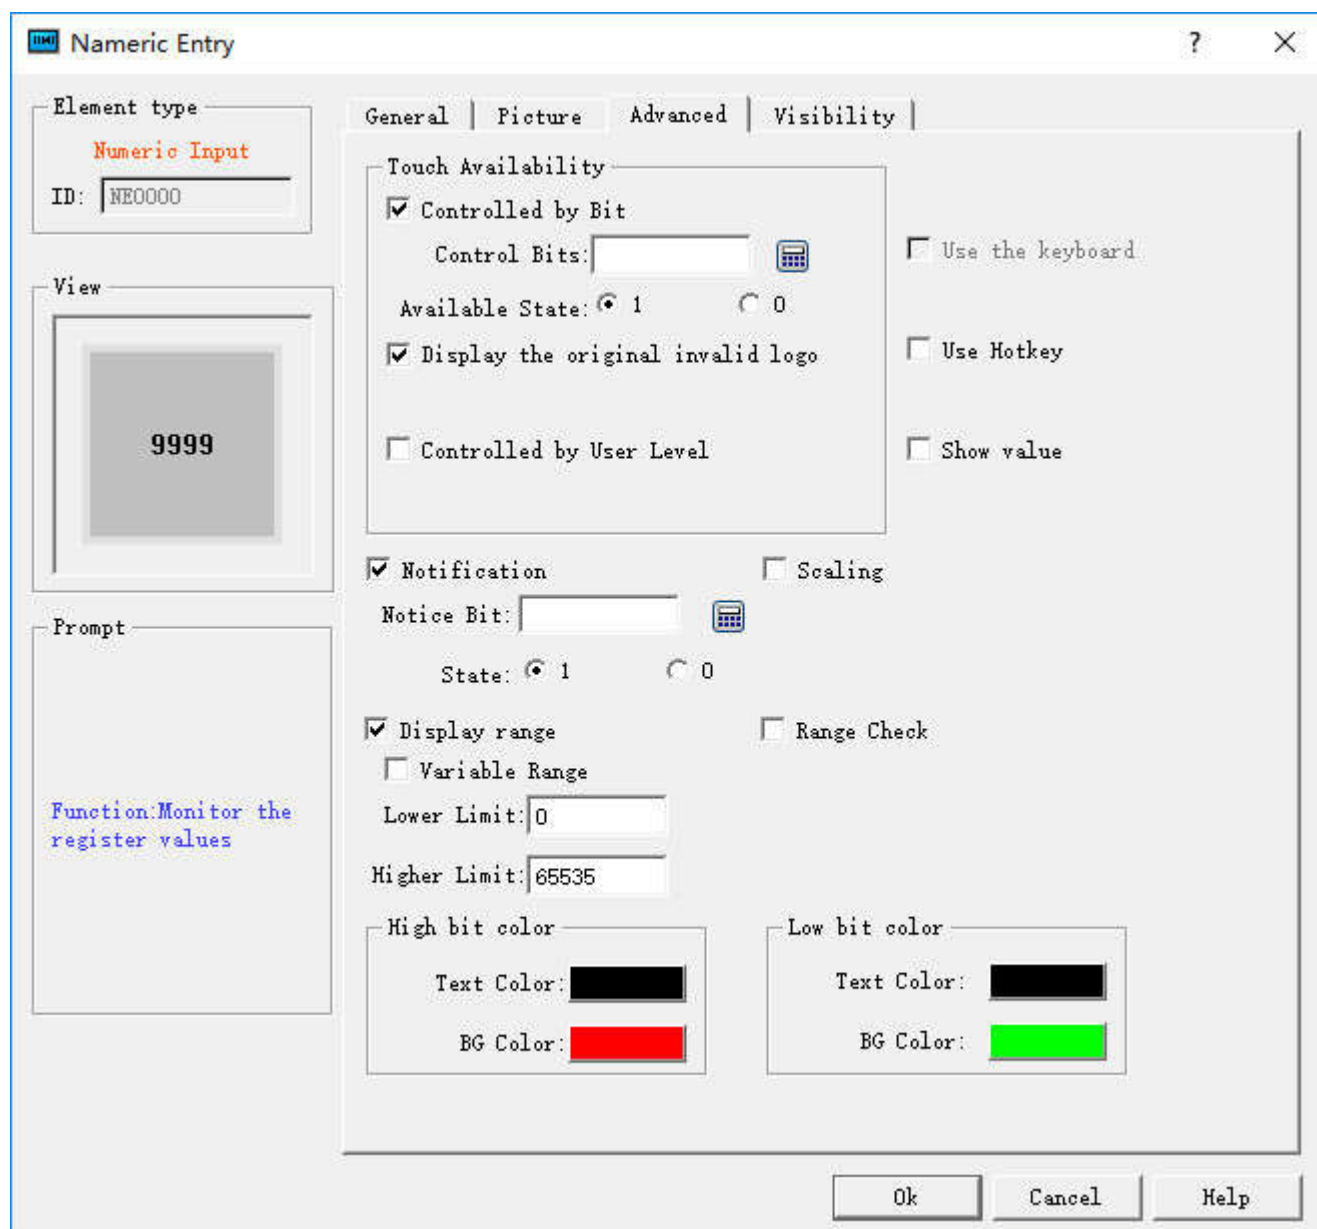 Nameric Entry
?
Element type
Numeric Input
ID: NE0000
View
9999
Prompt
Function:Monitor the
register values
General
Picture
Advanced
Visibility
Touch Availability
Controlled by Bit
Control Bits:
Available State: 1 0
Display the original invalid logo
Controlled by User Level
Use the keyboard
Use Hotkey
Show value
Notification
Scaling
Notice Bit:
State: 1 0
Display range
Range Check
Variable Range
Lower Limit: 0
Higher Limit: 65535
High bit color
Text Color:
BG Color:
Low bit color
Text Color:
BG Color:
Ok
Cancel
Help